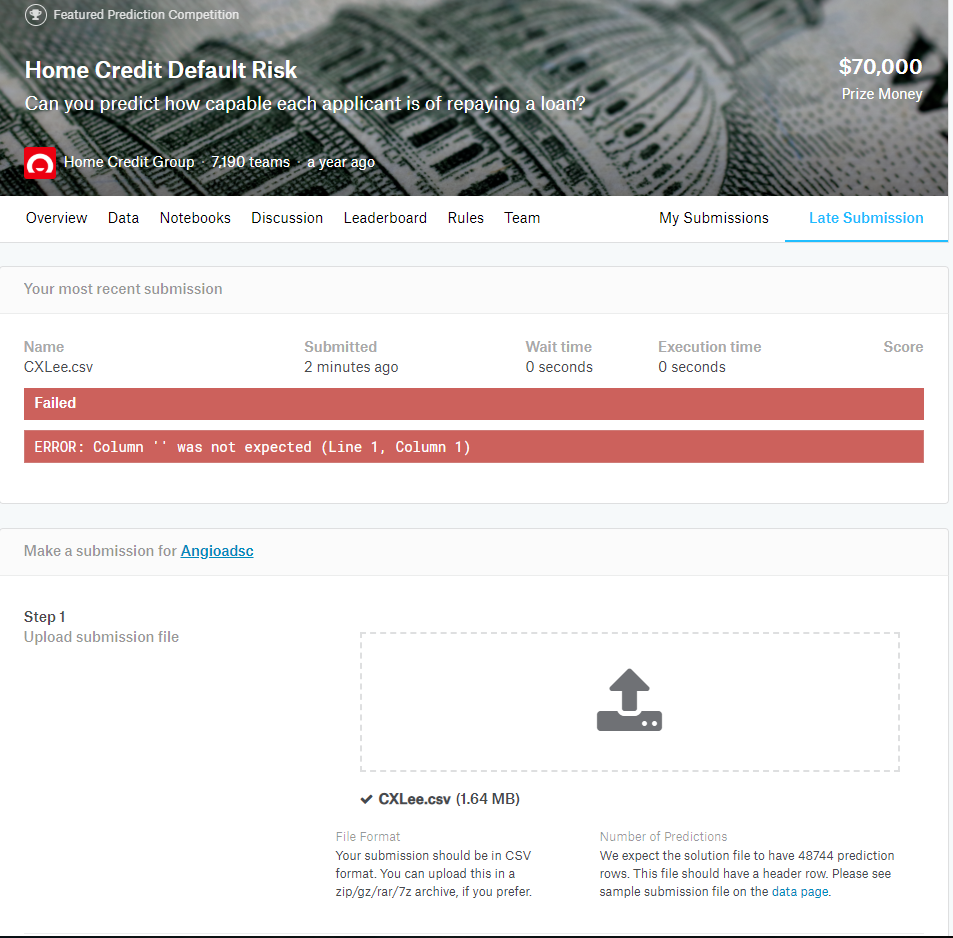 Featured Prediction Competition
Home Credit Default Risk
$70,000
Can you predict how capable each applicant is of repaying a loan?
Prize Money
Home Credit Group · 7,190 teams · a year ago
Overview Data Notebooks Discussion Leaderboard Rules Team My Submissions Late Submission
Your most recent submission
Name Submitted Wait time Execution time Score
CXLee.csv 2 minutes ago 0 seconds 0 seconds
Failed
ERROR: Column '' was not expected (Line 1, Column 1)
Make a submission for Angioadsc
Step 1
Upload submission file
CXLee.csv (1.64 MB)
File Format
Your submission should be in CSV
format. You can upload this in a
zip/gz/rar/7z archive, if you prefer.
Number of Predictions
We expect the solution file to have 48744 prediction
rows. This file should have a header row. Please see
sample submission file on the data page.